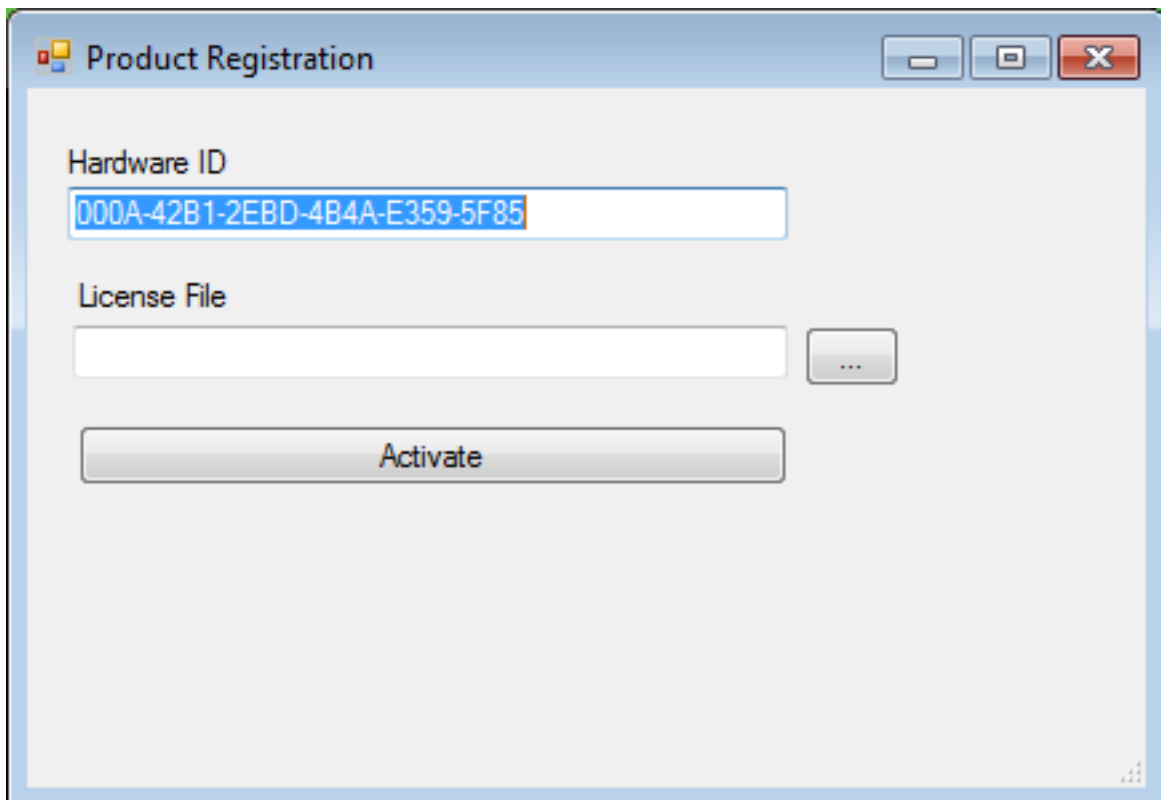 Product Registration
Hardware ID
000A-42B1-2EBD-4B4A-E359-5F85
License File
...
Activate